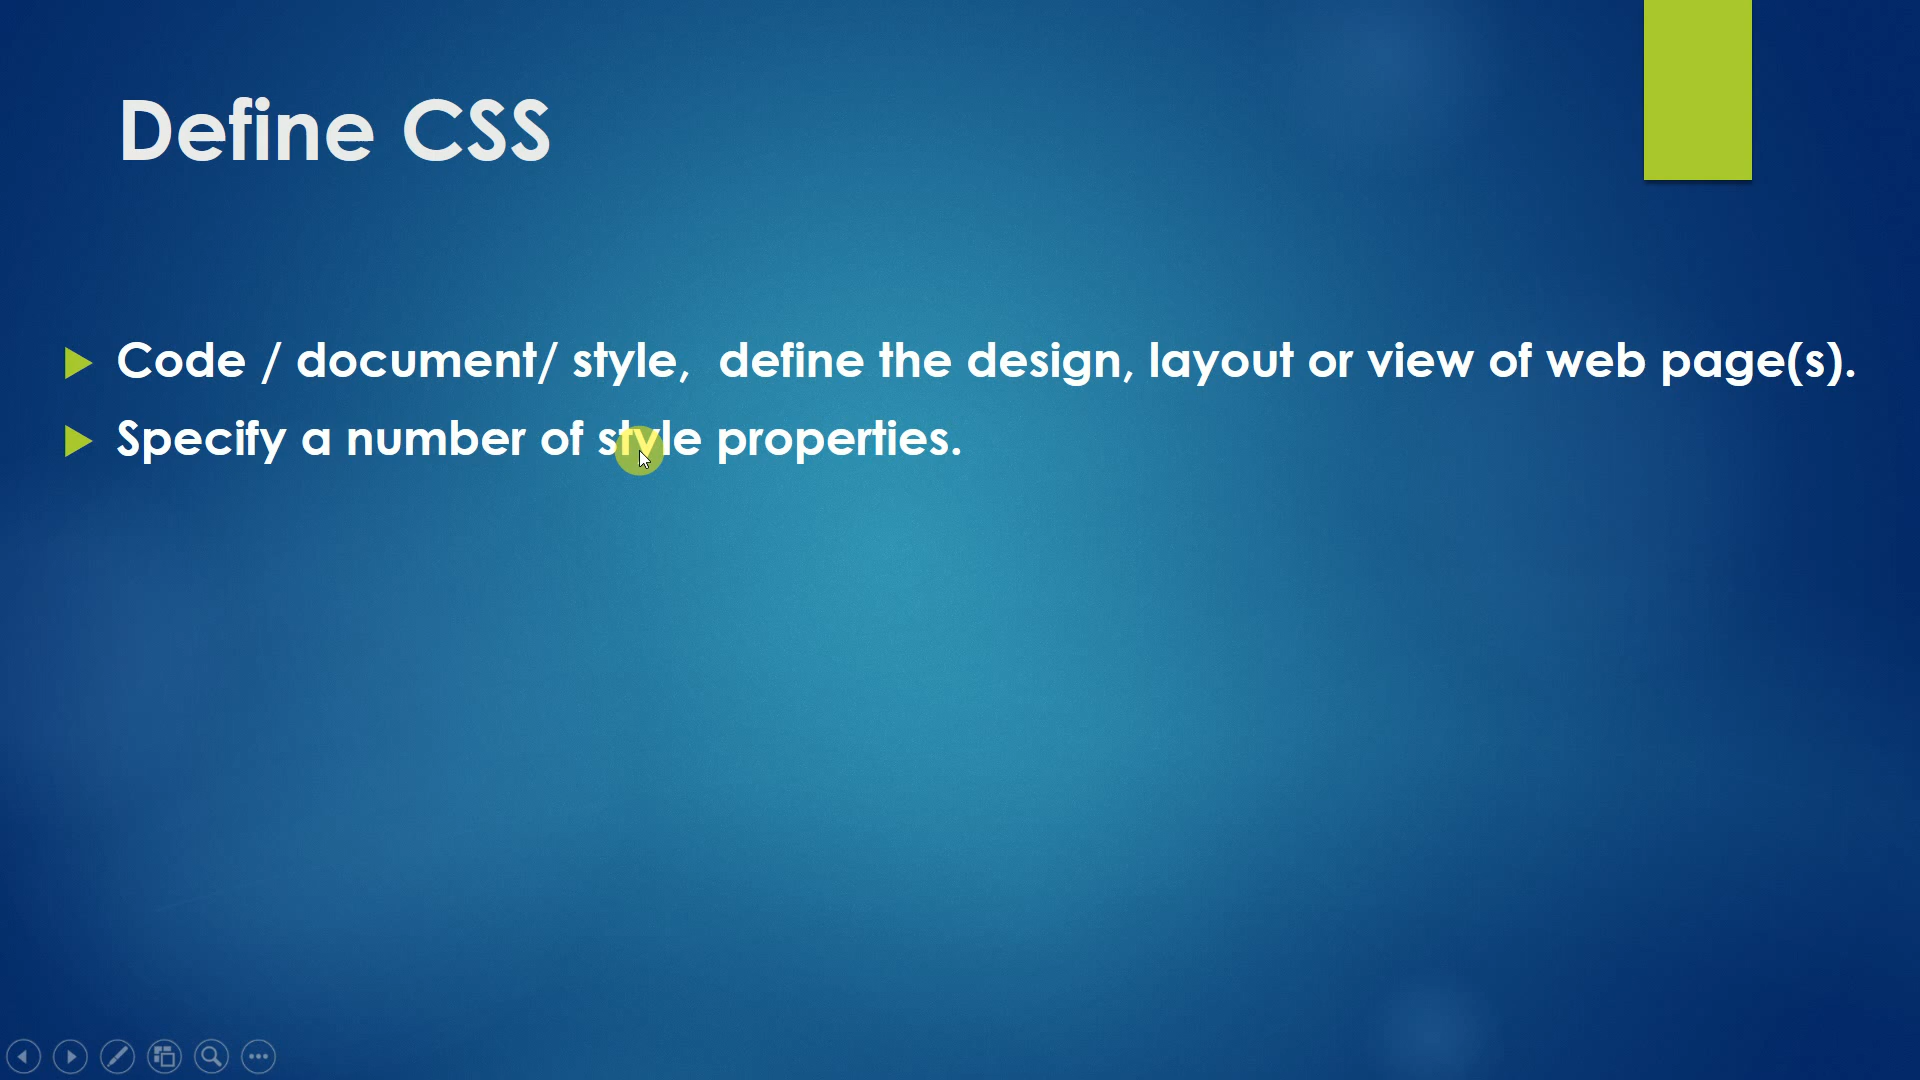 Define CSS
Code / document/ style,  define the design, layout or view of web page(s).
Specify a number of style properties.